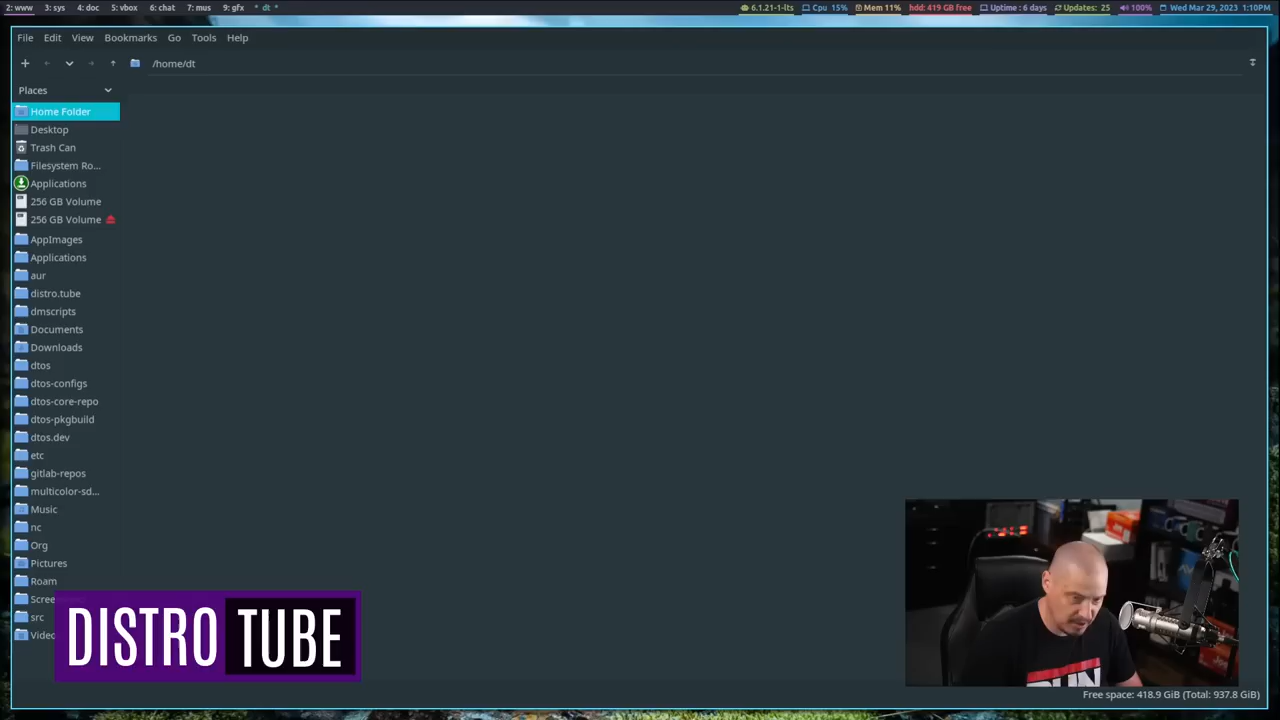 2: www 3: sys 4: doc 5: vbox 6: chat 7: mus 9: gfx * dt * 6.1.21-1-lts Cpu 15% Mem 11% hdd: 419 GB free Uptime : 6 days Updates: 25 100% Wed Mar 29, 2023 1:10PM
File Edit View Bookmarks Go Tools Help
/home/dt
Places
Home Folder
Desktop
Trash Can
Filesystem Ro...
Applications
256 GB Volume
256 GB Volume
AppImages
Applications
aur
distro.tube
dmscripts
Documents
Downloads
dtos
dtos-configs
dtos-core-repo
dtos-pkgbuild
dtos.dev
etc
gitlab-repos
multicolor-sd...
Music
nc
Org
Pictures
Roam
src
DISTRO TUBE
Free space: 418.9 GiB (Total: 937.8 GiB)